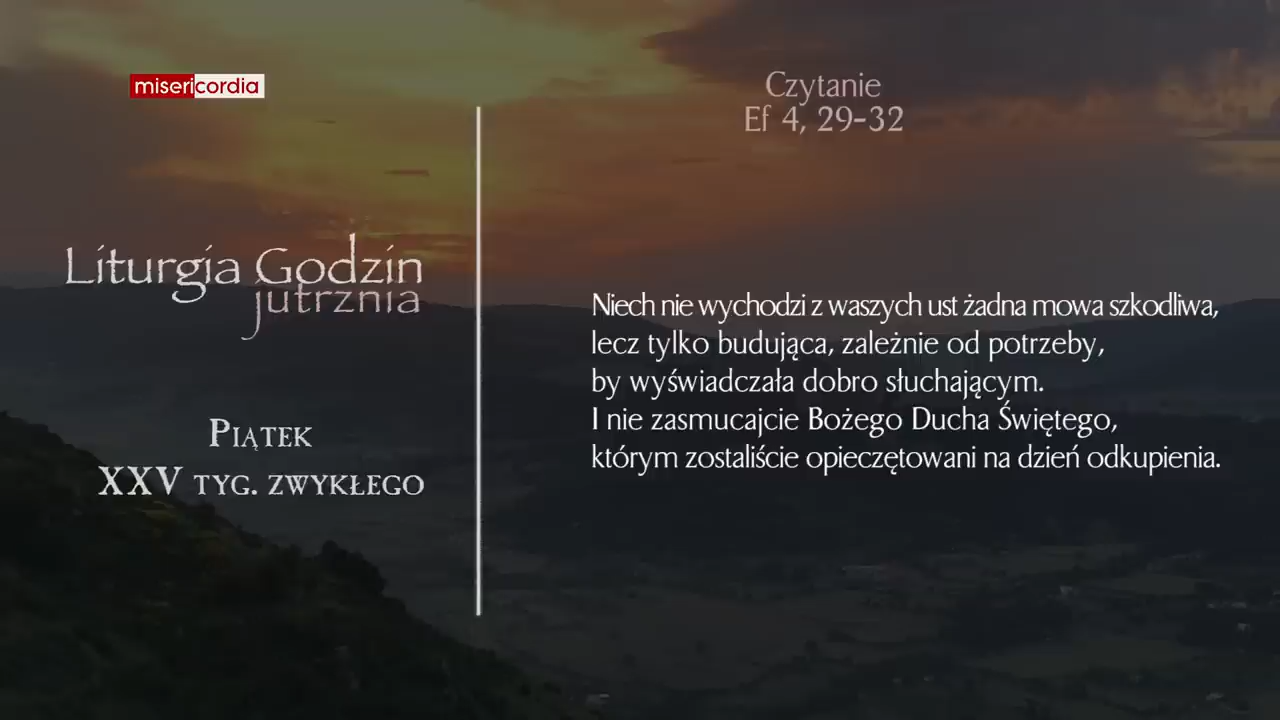 misericordia
Liturgia Godzin
jutrznia
Piątek
XXV tyg. zwykłego
Czytanie
Ef 4, 29-32
Niech nie wychodzi z waszych ust żadna mowa szkodliwa,
lecz tylko budująca, zależnie od potrzeby,
by wyświadczała dobro słuchającym.
I nie zasmucajcie Bożego Ducha Świętego,
którym zostaliście opieczętowani na dzień odkupienia.